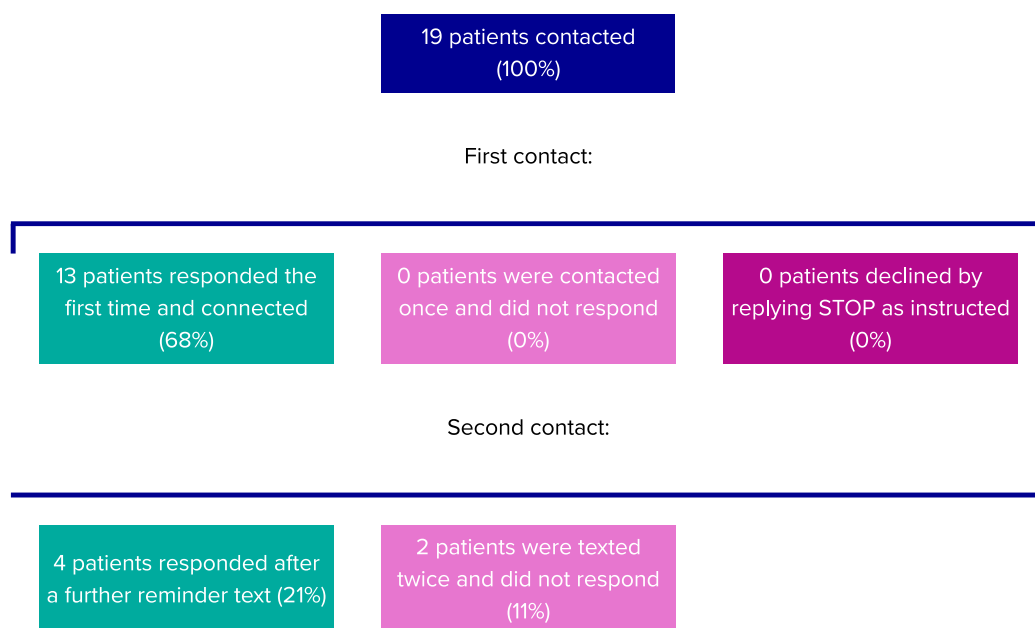 19 patients contacted
(100%)
First contact:
13 patients responded the
first time and connected
(68%)
0 patients were contacted
once and did not respond
(0%)
0 patients declined by
replying STOP as instructed
(0%)
Second contact:
4 patients responded after
a further reminder text (21%)
2 patients were texted
twice and did not respond
(11%)